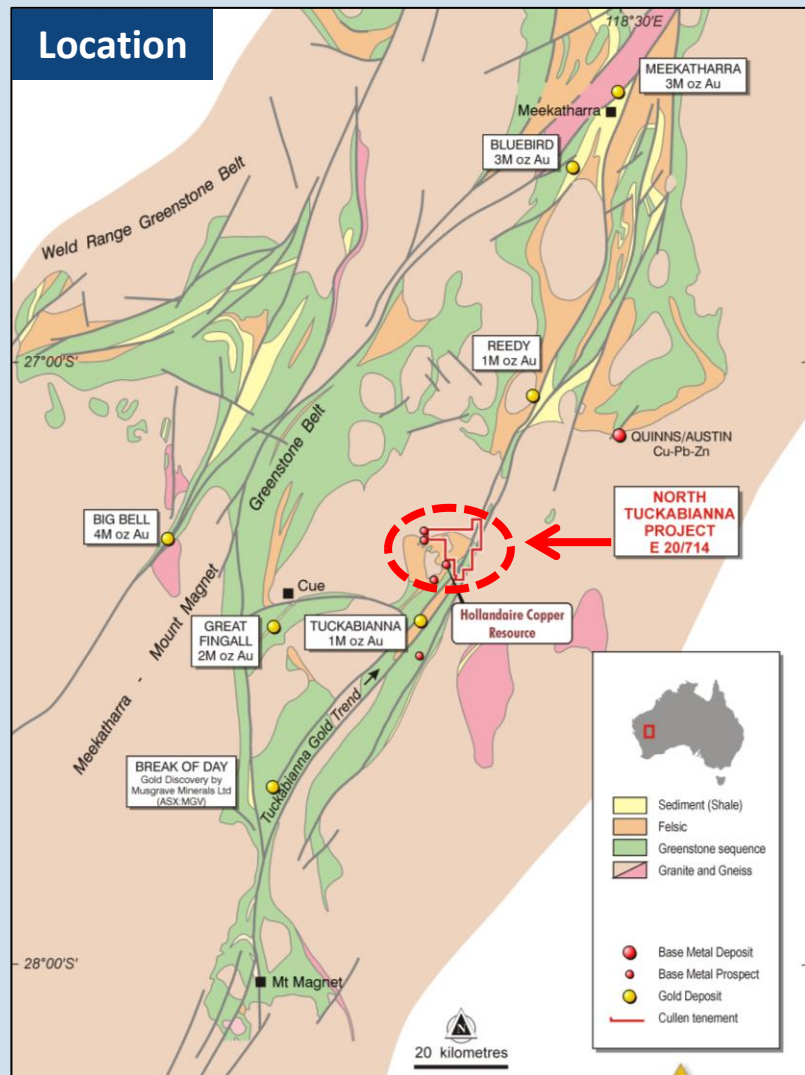 Location
118°30'E
MEEKATHARRA
3M oz Au
Meekatharra
BLUEBIRD
3M oz Au
Weld Range Greenstone Belt
27°00'S'
REEDY
1M oz Au
QUINNS/AUSTIN
Cu-Pb-Zn
Meekatharra - Mount Magnet Greenstone Belt
BIG BELL
4M oz Au
NORTH
TUCKABIANNA
PROJECT
E 20/714
Cue
GREAT
FINGALL
2M oz Au
TUCKABIANNA
1M oz Au
Hollandaire Copper
Resource
Tuckabianna Gold Trend
BREAK OF DAY
Gold Discovery by
Musgrave Minerals Ltd
(ASX:MGV)
Sediment (Shale)
Felsic
Greenstone sequence
Granite and Gneiss
Base Metal Deposit
Base Metal Prospect
Gold Deposit
Cullen tenement
28°00'S'
Mt Magnet
N
20 kilometres